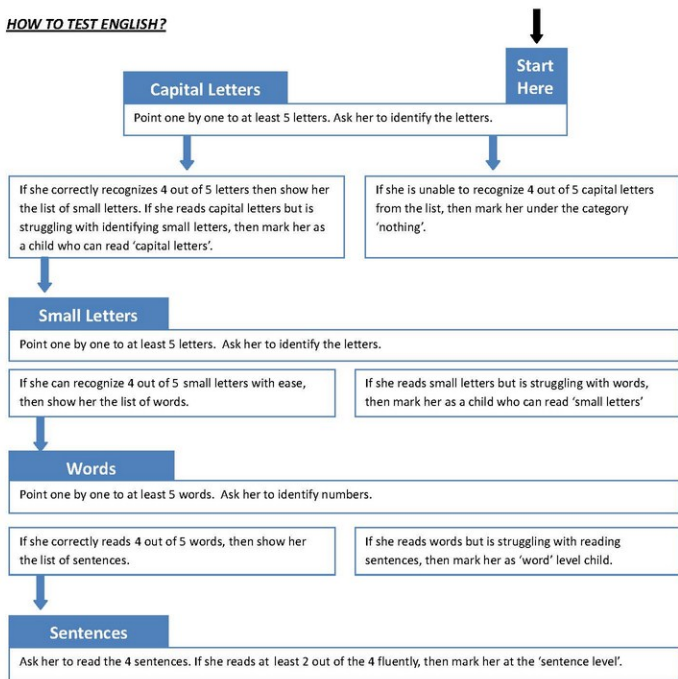 HOW TO TEST ENGLISH?
Start
Here
Capital Letters
Point one by one to at least 5 letters. Ask her to identify the letters.
If she correctly recognizes 4 out of 5 letters then show her
the list of small letters. If she reads capital letters but is
struggling with identifying small letters, then mark her as
a child who can read ‘capital letters’.
If she is unable to recognize 4 out of 5 capital letters
from the list, then mark her under the category
‘nothing’.
Small Letters
Point one by one to at least 5 letters. Ask her to identify the letters.
If she can recognize 4 out of 5 small letters with ease,
then show her the list of words.
If she reads small letters but is struggling with words,
then mark her as a child who can read ‘small letters’
Words
Point one by one to at least 5 words. Ask her to identify numbers.
If she correctly reads 4 out of 5 words, then show her
the list of sentences.
If she reads words but is struggling with reading
sentences, then mark her as ‘word’ level child.
Sentences
Ask her to read the 4 sentences. If she reads at least 2 out of the 4 fluently, then mark her at the ‘sentence level’.